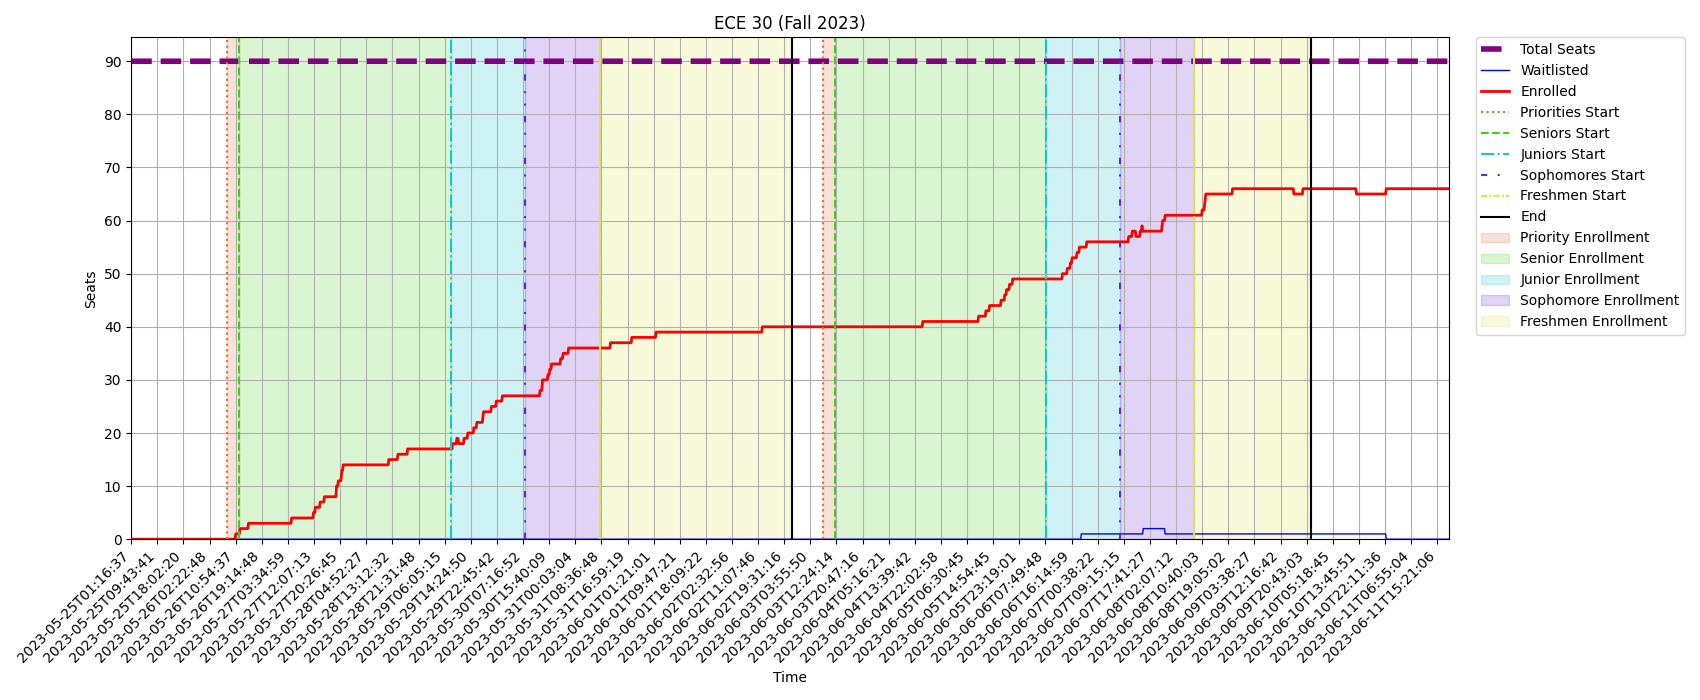 ECE 30 (Fall 2023)
Seats
90
80
70
60
50
40
30
20
10
0
2023-05-25T01:16:37
2023-05-25T09:43:41
2023-05-25T18:02:20
2023-05-26T02:22:48
2023-05-26T10:54:37
2023-05-26T19:14:48
2023-05-27T03:34:59
2023-05-27T12:07:13
2023-05-27T20:26:45
2023-05-28T04:52:27
2023-05-28T13:12:32
2023-05-28T21:31:48
2023-05-29T06:05:15
2023-05-29T14:24:50
2023-05-29T22:45:42
2023-05-30T07:16:52
2023-05-30T15:40:09
2023-05-31T00:03:04
2023-05-31T08:36:48
2023-05-31T16:59:19
2023-06-01T01:21:01
2023-06-01T09:47:21
2023-06-01T18:09:22
2023-06-02T02:32:56
2023-06-02T11:07:46
2023-06-02T19:31:16
2023-06-03T03:55:50
2023-06-03T12:24:14
2023-06-03T20:47:16
2023-06-04T05:16:21
2023-06-04T13:39:42
2023-06-04T22:02:58
2023-06-05T06:30:45
2023-06-05T14:54:45
2023-06-05T23:19:01
2023-06-06T07:49:48
2023-06-06T16:14:59
2023-06-07T00:38:22
2023-06-07T09:15:15
2023-06-07T17:41:27
2023-06-08T02:07:12
2023-06-08T10:40:03
2023-06-08T19:05:02
2023-06-09T03:38:27
2023-06-09T12:16:42
2023-06-09T20:43:03
2023-06-10T05:18:45
2023-06-10T13:45:51
2023-06-10T22:11:36
2023-06-11T06:55:04
2023-06-11T15:21:06
Time
Total Seats
Waitlisted
Enrolled
Priorities Start
Seniors Start
Juniors Start
Sophomores Start
Freshmen Start
End
Priority Enrollment
Senior Enrollment
Junior Enrollment
Sophomore Enrollment
Freshmen Enrollment